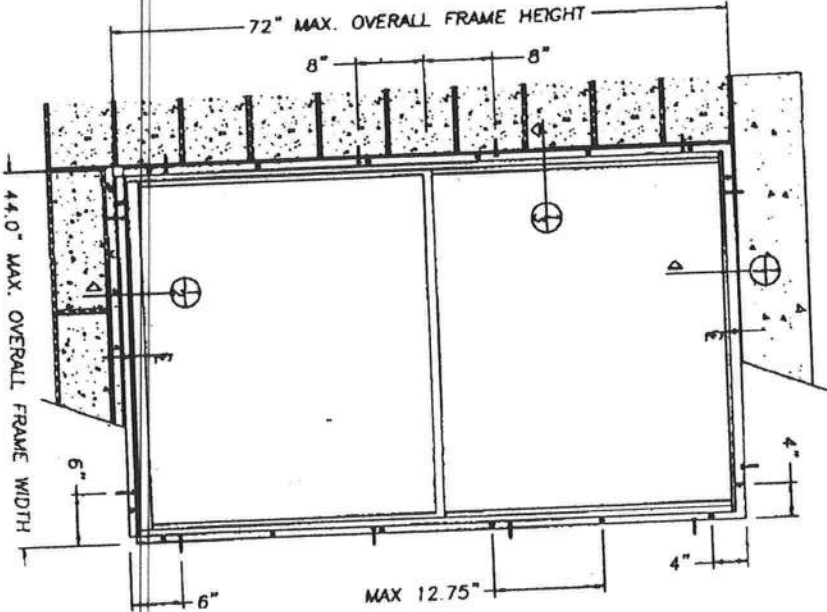 72" MAX. OVERALL FRAME HEIGHT
8"
8"
44.0" MAX. OVERALL FRAME WIDTH
6"
4"
6"
MAX 12.75"
4"